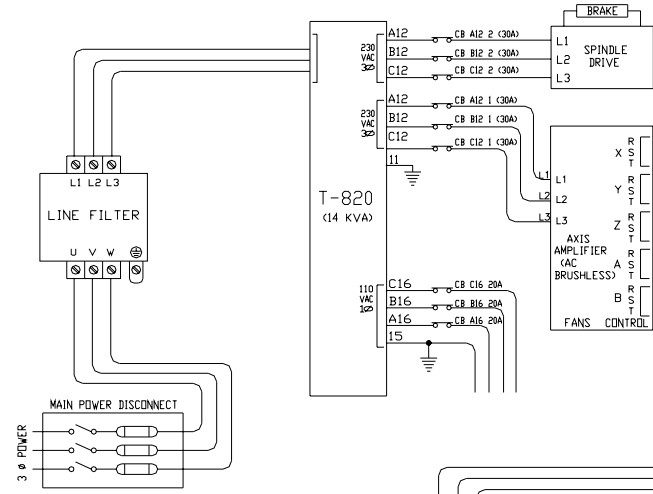 BRAKE
A12
CB A12 2 (30A)
L1
230
VAC
3Ø
B12
CB B12 2 (30A)
L2
SPINDLE
DRIVE
C12
CB C12 2 (30A)
L3
A12
CB A12 1 (30A)
230
VAC
3Ø
B12
CB B12 1 (30A)
C12
CB C12 1 (30A)
11
L1
L1
L2
L2
L3
L3
X
R
S
T
Y
R
S
T
Z
R
S
T
AXIS
AMPLIFIER
(AC
BRUSHLESS)
A
R
S
T
B
R
S
T
FANS CONTROL
L1 L2 L3
LINE FILTER
U V W
T-820
(14 KVA)
110
VAC
1Ø
C16
CB C16 20A
B16
CB B16 20A
A16
CB A16 20A
15
MAIN POWER DISCONNECT
3 Ø POWER